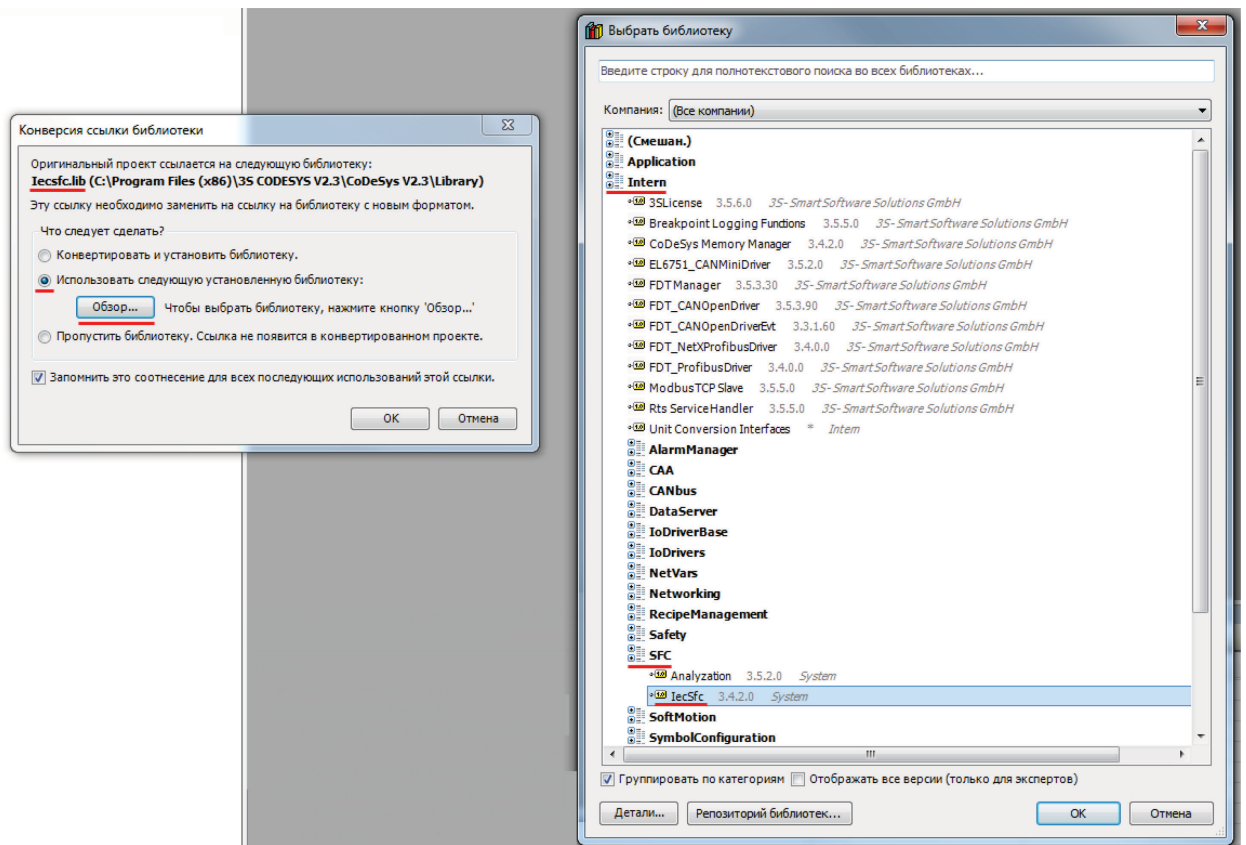 Конверсия ссылки библиотеки
Оригинальный проект ссылается на следующую библиотеку:
Iecsfc.lib (C:\Program Files (x86)\3S CODESYS V2.3\CoDeSys V2.3\Library)
Эту ссылку необходимо заменить на ссылку на библиотеку с новым форматом.
Что следует сделать?
Конвертировать и установить библиотеку.
Использовать следующую установленную библиотеку:
Обзор... Чтобы выбрать библиотеку, нажмите кнопку 'Обзор...'
Пропустить библиотеку. Ссылка не появится в конвертированном проекте.
Запомнить это соотнесение для всех последующих использований этой ссылки.
ОК Отмена
Выбрать библиотеку
Введите строку для полнотекстового поиска во всех библиотеках...
Компания: (Все компании)
(Смешан.)
Application
Intern
3SLicense 3.5.6.0 3S-Smart Software Solutions GmbH
Breakpoint Logging Functions 3.5.5.0 3S-Smart Software Solutions GmbH
CoDeSys Memory Manager 3.4.2.0 3S-Smart Software Solutions GmbH
EL6751_CANMiniDriver 3.5.2.0 3S-Smart Software Solutions GmbH
FDTManager 3.5.3.30 3S-Smart Software Solutions GmbH
FDT_CANOpenDriver 3.5.3.90 3S-Smart Software Solutions GmbH
FDT_CANOpenDriverEvt 3.3.1.60 3S-Smart Software Solutions GmbH
FDT_NetXProfibusDriver 3.4.0.0 3S-Smart Software Solutions GmbH
FDT_ProfibusDriver 3.4.0.0 3S-Smart Software Solutions GmbH
ModbusTCP Slave 3.5.5.0 3S-Smart Software Solutions GmbH
Rts ServiceHandler 3.5.5.0 3S-Smart Software Solutions GmbH
Unit Conversion Interfaces * Intern
AlarmManager
CAA
CANbus
DataServer
IoDriverBase
IoDrivers
NetVars
Networking
RecipeManagement
Safety
SFC
Analyzation 3.5.2.0 System
IecSfc 3.4.2.0 System
SoftMotion
SymbolConfiguration
Группировать по категориям Отображать все версии (только для экспертов)
Детали... Репозиторий библиотек... ОК Отмена